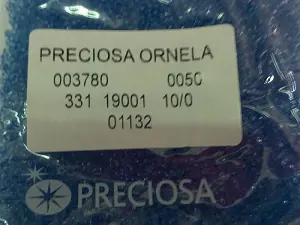 PRECIOSA ORNELA
003780 0050
331 19001 10/0
01132
PRECIOSA